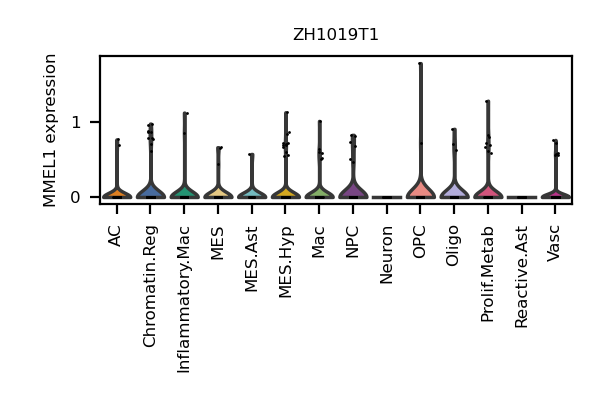 ZH1019T1
MMEL1 expression
1
0
AC
Chromatin.Reg
Inflammatory.Mac
MES
MES.Ast
MES.Hyp
Mac
NPC
Neuron
OPC
Oligo
Prolif.Metab
Reactive.Ast
Vasc